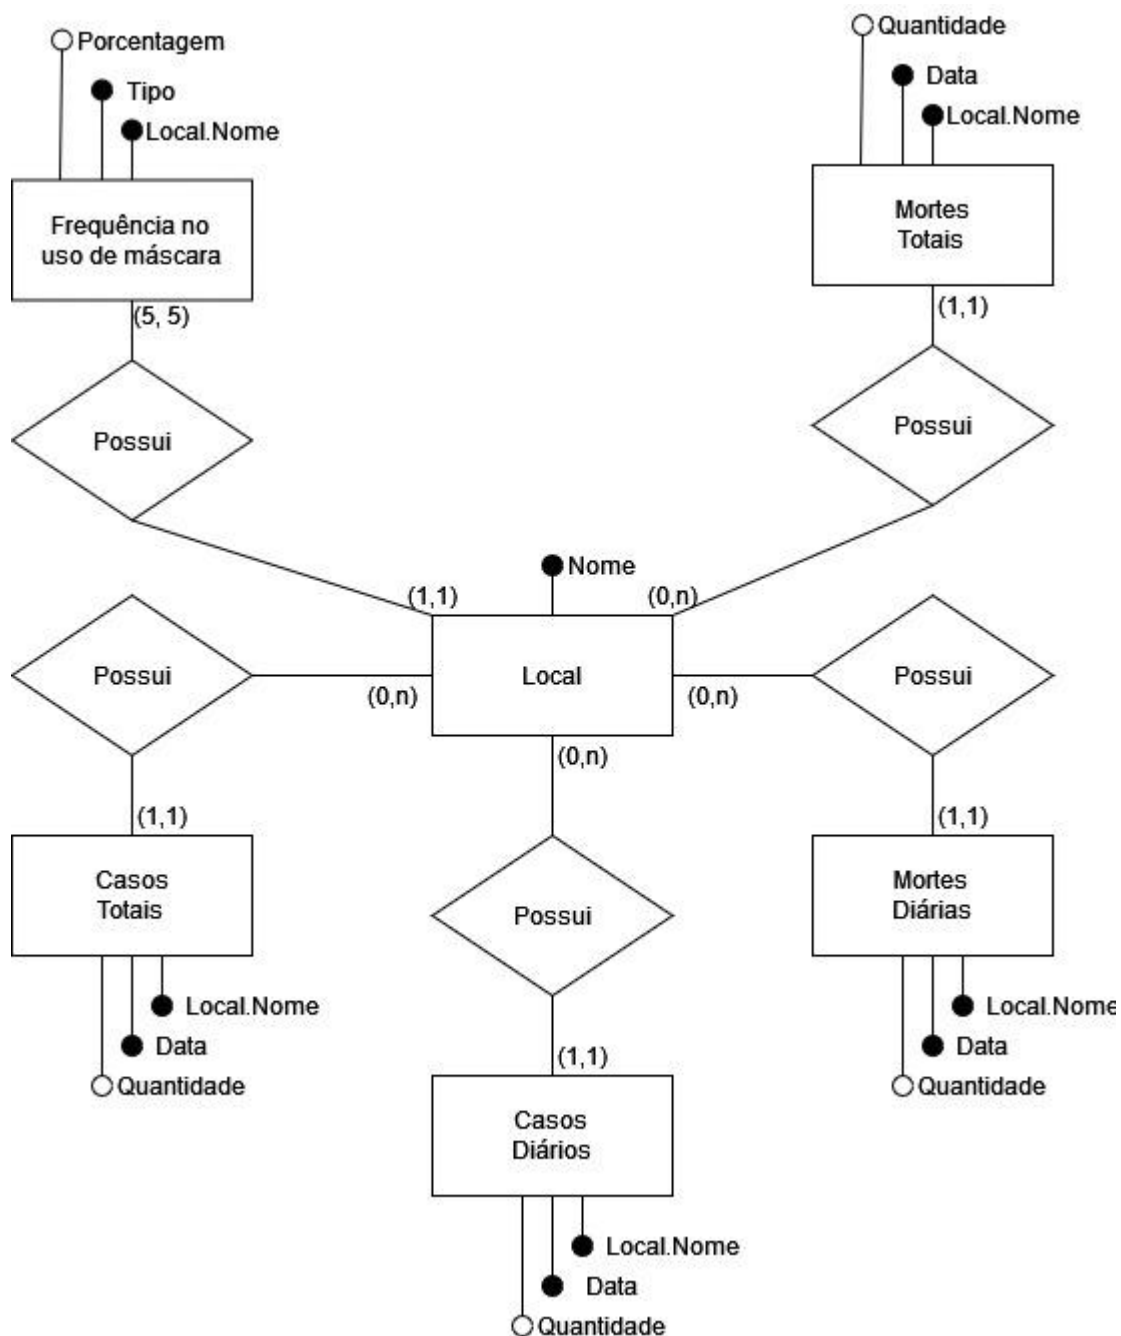 Porcentagem
Tipo
Local.Nome
Frequência no
uso de máscara
(5, 5)
Possui
Quantidade
Data
Local.Nome
Mortes
Totais
(1,1)
Possui
Nome
(1,1)
(0,n)
Possui
(0,n)
Local
(0,n)
Possui
(0,n)
(1,1)
Casos
Totais
Local.Nome
Data
Quantidade
Possui
(1,1)
Casos
Diários
Local.Nome
Data
Quantidade
(1,1)
Mortes
Diárias
Local.Nome
Data
Quantidade